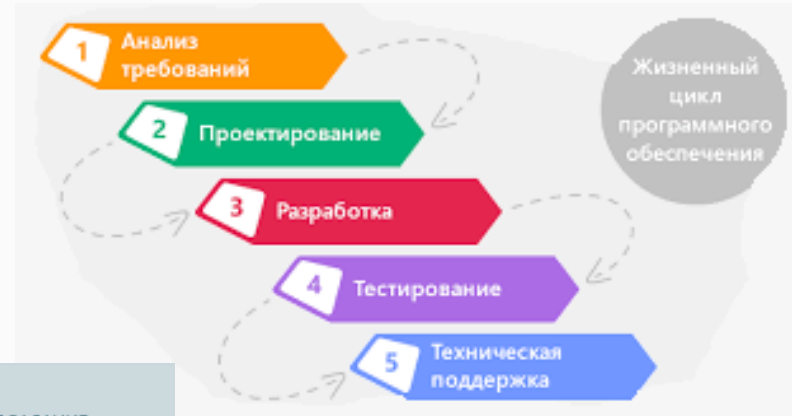 1
Анализ
требований
2
Проектирование
3
Разработка
4
Тестирование
5
Техническая
поддержка
Жизненный
цикл
программного
обеспечения